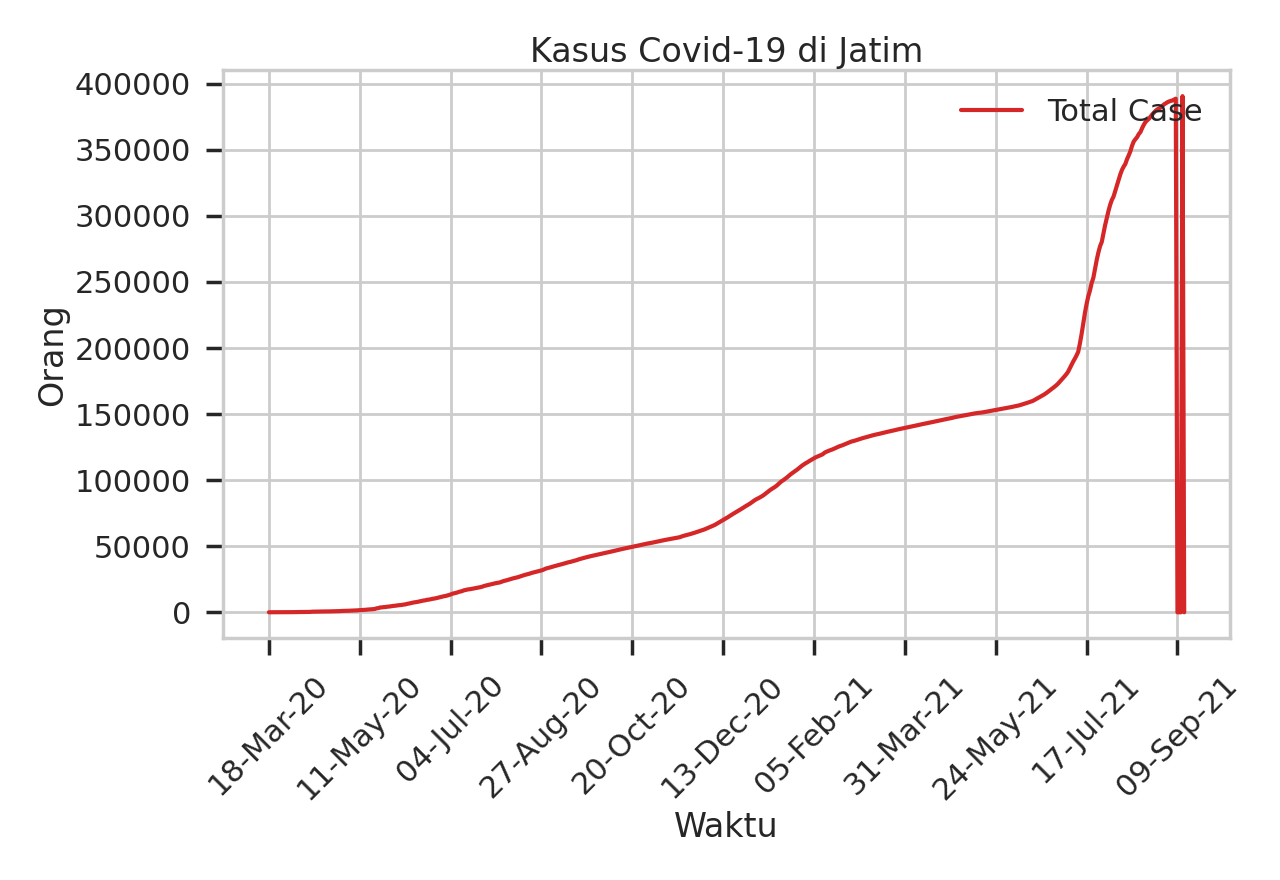 Kasus Covid-19 di Jatim
Total Case
400000
350000
300000
250000
200000
150000
100000
50000
0
Orang
18-Mar-20
11-May-20
04-Jul-20
27-Aug-20
20-Oct-20
13-Dec-20
05-Feb-21
31-Mar-21
24-May-21
17-Jul-21
09-Sep-21
Waktu